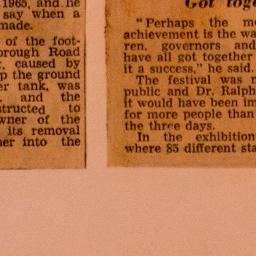 1965, and he
say when a
made.
of the foot-
orough Road
caused by
p the ground
er tank, was
and the
structed to
wner of the
its removal
her into the
Got toge
"Perhaps the mo
achievement is the wa
ren, governors and
have all got together
it a success," he said.
The festival was
public and Dr. Ralph
it would have been im
for more people than
the three days.
In the exhibition
where 85 different sta